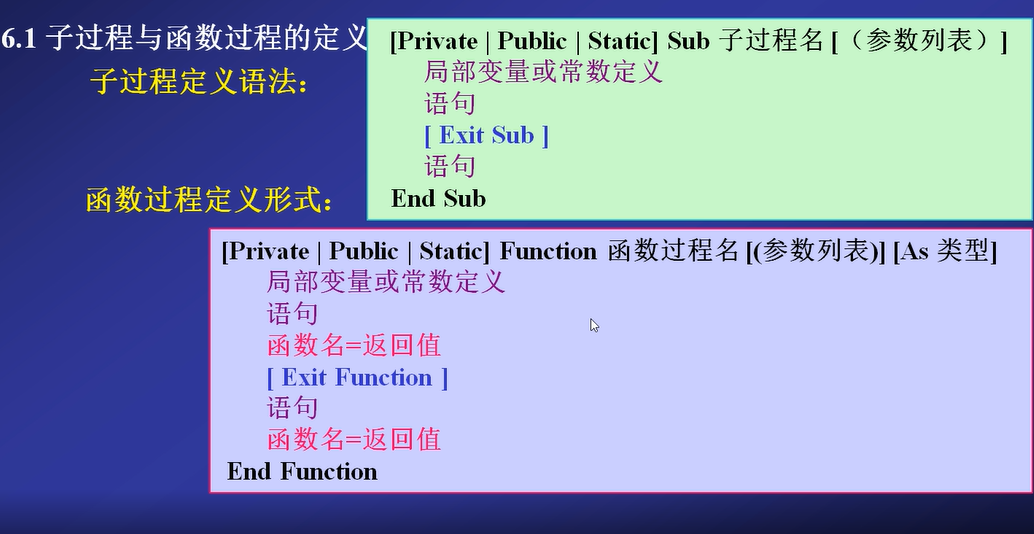 6.1 子过程与函数过程的定义
子过程定义语法：
[Private | Public | Static] Sub 子过程名 [（参数列表）]
局部变量或常数定义
语句
[ Exit Sub ]
语句
End Sub
函数过程定义形式：
[Private | Public | Static] Function 函数过程名 [(参数列表)] [As 类型]
局部变量或常数定义
语句
函数名=返回值
[ Exit Function ]
语句
函数名=返回值
End Function